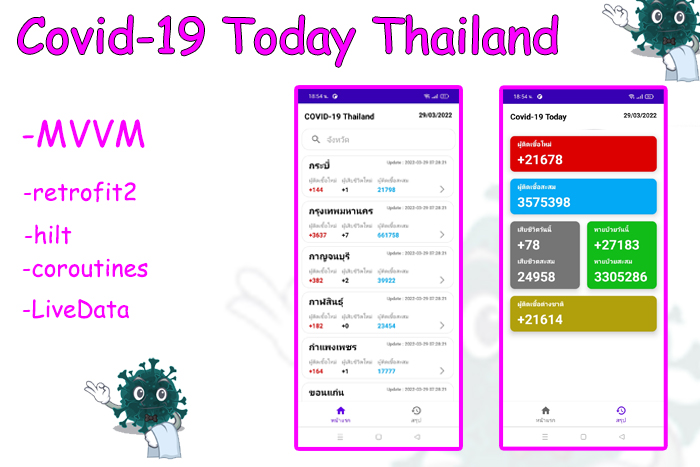 Covid-19 Today Thailand
-MVVM
-retrofit2
-hilt
-coroutines
-LiveData
18:54 น.
COVID-19 Thailand 29/03/2022
จังหวัด
กระบี่ Update : 2022-03-29 07:28:21
ผู้ติดเชื้อใหม่ ผู้เสียชีวิตใหม่ ผู้ติดเชื้อสะสม
+144 +1 21798
กรุงเทพมหานคร Update : 2022-03-29 07:28:21
ผู้ติดเชื้อใหม่ ผู้เสียชีวิตใหม่ ผู้ติดเชื้อสะสม
+3637 +7 661758
กาญจนบุรี Update : 2022-03-29 07:28:21
ผู้ติดเชื้อใหม่ ผู้เสียชีวิตใหม่ ผู้ติดเชื้อสะสม
+382 +2 39922
กาฬสินธุ์ Update : 2022-03-29 07:28:21
ผู้ติดเชื้อใหม่ ผู้เสียชีวิตใหม่ ผู้ติดเชื้อสะสม
+182 +0 23454
กำแพงเพชร Update : 2022-03-29 07:28:21
ผู้ติดเชื้อใหม่ ผู้เสียชีวิตใหม่ ผู้ติดเชื้อสะสม
+164 +1 17777
ขอนแก่น Update : 2022-03-29 07:28:21
หน้าแรก สรุป
18:54 น.
Covid-19 Today 29/03/2022
ผู้ติดเชื้อใหม่
+21678
ผู้ติดเชื้อสะสม
3575398
เสียชีวิตวันนี้ หายป่วยวันนี้
+78 +27183
เสียชีวิตสะสม หายป่วยสะสม
24958 3305286
ผู้ติดเชื้อต่างชาติ
+21614
หน้าแรก สรุป